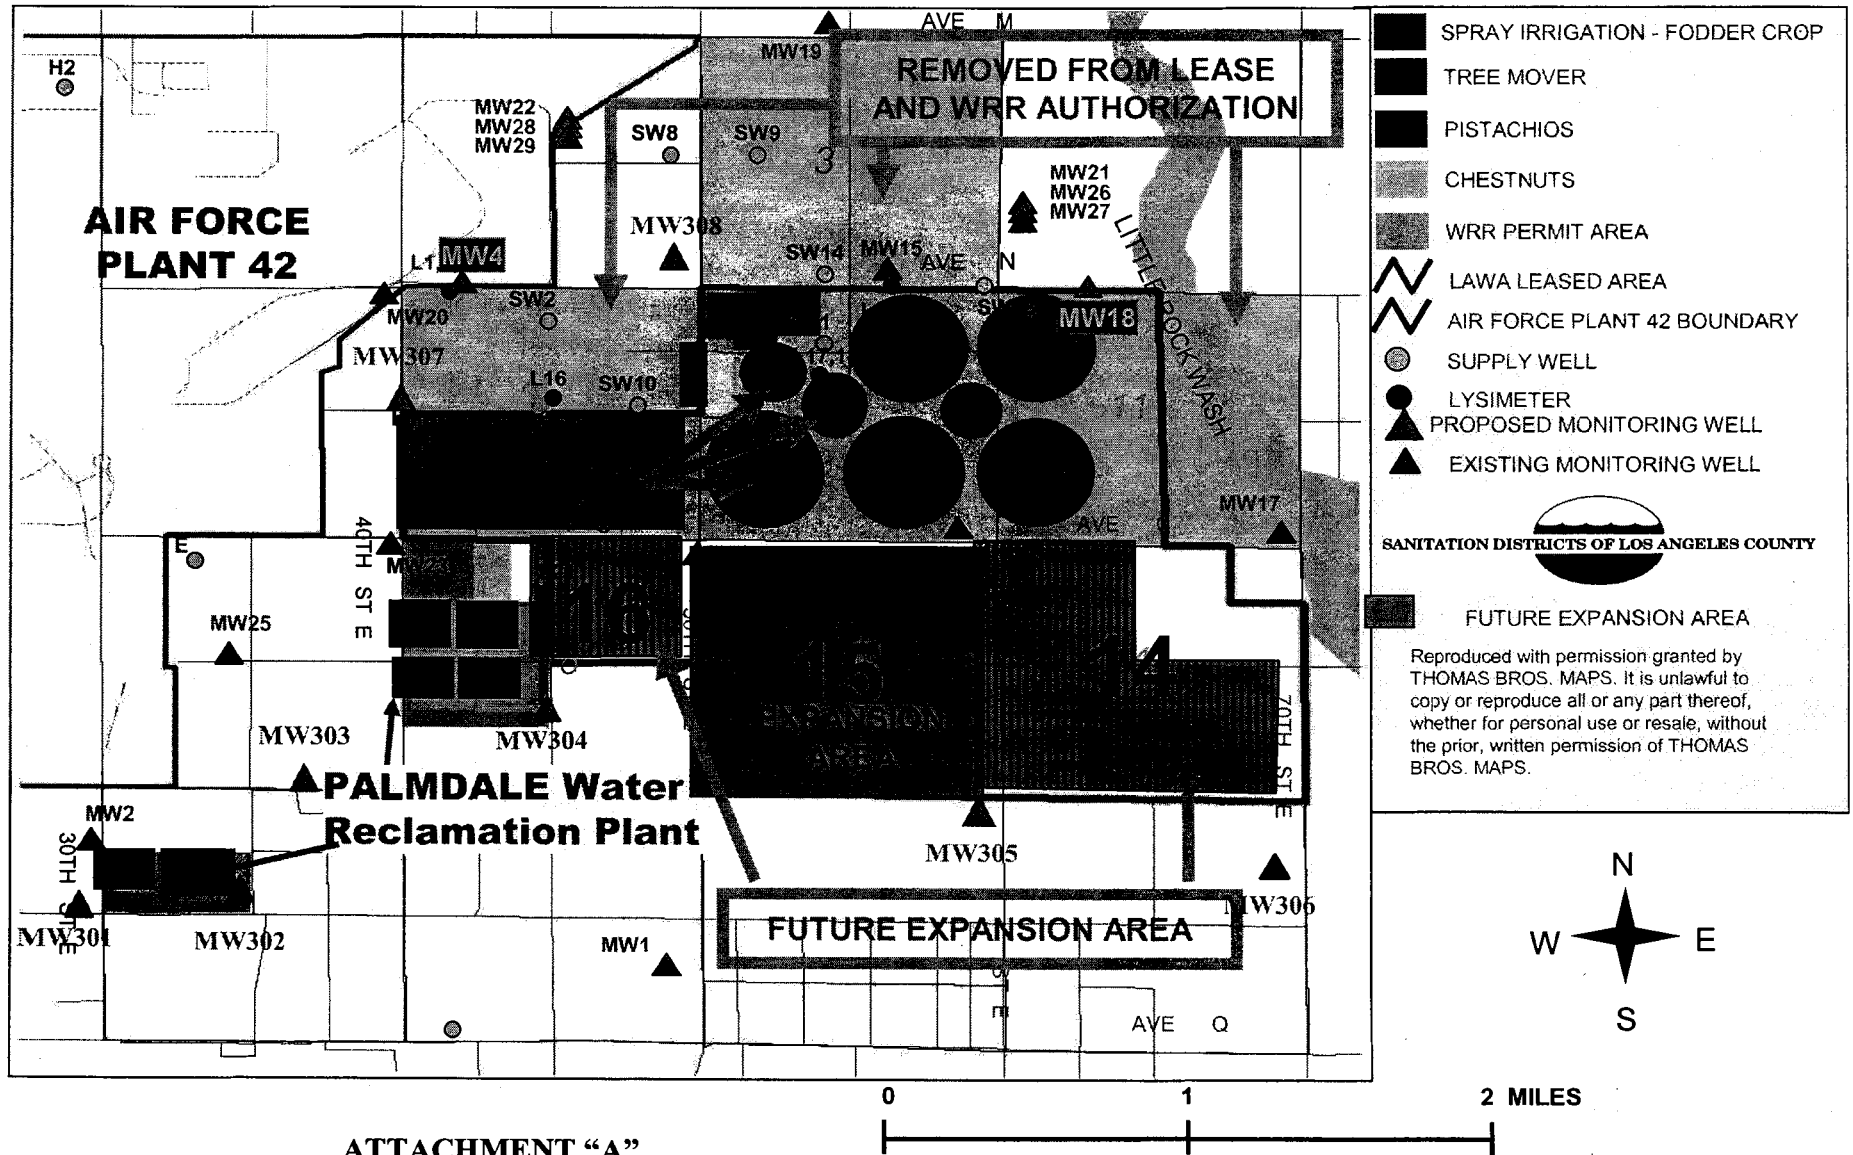 AVE M
MW19
REMOVED FROM LEASE
AND WRR AUTHORIZATION
H2
MW22
MW28
MW29
SW8
SW9
3
MW21
MW26
MW27
AIR FORCE
PLANT 42
MW308
L1
MW4
SW14
MW15
AVE N
LITTLE ROCK WASH
MW20
SW2
MW18
MW307
L16
SW10
11
MW17
AVE
E
40TH ST E
MW25
16
15
14
EXPANSION
AREA
70TH ST E
MW303
MW304
PALMDALE Water
Reclamation Plant
MW2
30TH ST E
MW305
MW306
MW301
MW302
MW1
FUTURE EXPANSION AREA
AVE Q
SPRAY IRRIGATION - FODDER CROP
TREE MOVER
PISTACHIOS
CHESTNUTS
WRR PERMIT AREA
LAWA LEASED AREA
AIR FORCE PLANT 42 BOUNDARY
SUPPLY WELL
LYSIMETER
PROPOSED MONITORING WELL
EXISTING MONITORING WELL
SANITATION DISTRICTS OF LOS ANGELES COUNTY
FUTURE EXPANSION AREA
Reproduced with permission granted by
THOMAS BROS. MAPS. It is unlawful to
copy or reproduce all or any part thereof,
whether for personal use or resale, without
the prior, written permission of THOMAS
BROS. MAPS.
N
W E
S
0 1 2 MILES
ATTACHMENT “A”